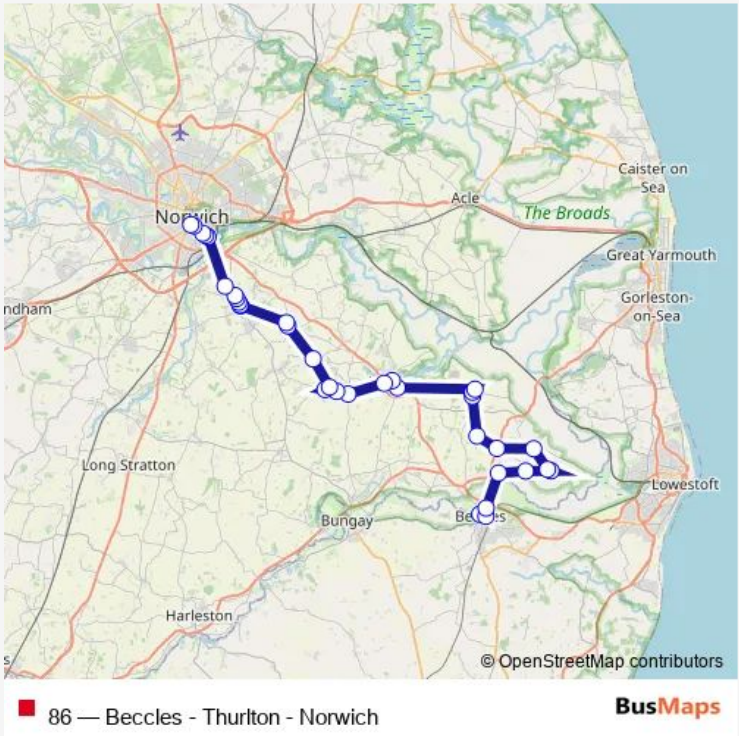 Caister on
Sea
Acle
The Broads
Norwich
Great Yarmouth
Gorleston-
on-Sea
ndham
Long Stratton
Lowestoft
Bungay
Harleston
s
© OpenStreetMap contributors
86 — Beccles - Thurlton - Norwich
BusMaps